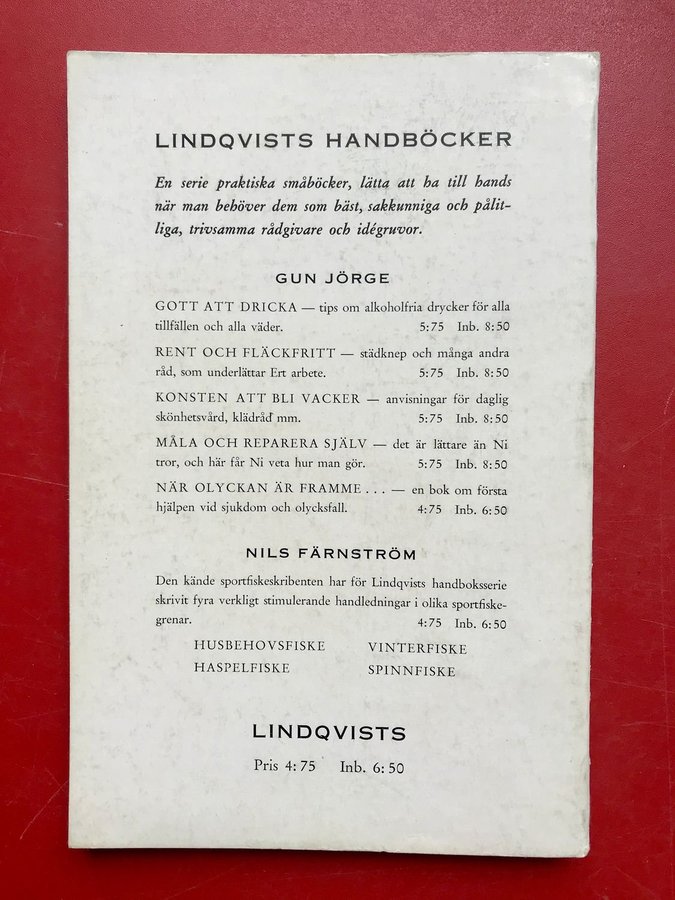 LINDQVISTS HANDBÖCKER
En serie praktiska småböcker, lätta att ha till hands
när man behöver dem som bäst, sakkunniga och pålit-
liga, trivsamma rådgivare och idégruvor.
GUN JÖRGE
GOTT ATT DRICKA — tips om alkoholfria drycker för alla
tillfällen och alla väder. 5:75 Inb. 8:50
RENT OCH FLÄCKFRITT — städknep och många andra
råd, som underlättar Ert arbete. 5:75 Inb. 8:50
KONSTEN ATT BLI VACKER — anvisningar för daglig
skönhetsvård, klädråd mm. 5:75 Inb. 8:50
MÅLA OCH REPARERA SJÄLV — det är lättare än Ni
tror, och här får Ni veta hur man gör. 5:75 Inb. 8:50
NÄR OLYCKAN ÄR FRAMME . . . — en bok om första
hjälpen vid sjukdom och olycksfall. 4:75 Inb. 6:50
NILS FÄRNSTRÖM
Den kände sportfiskeskribenten har för Lindqvists handboksserie
skrivit fyra verkligt stimulerande handledningar i olika sportfiske-
grenar. 4:75 Inb. 6:50
HUSBEHOVSFISKE VINTERFISKE
HASPELFISKE SPINNFISKE
LINDQVISTS
Pris 4:75 Inb. 6:50